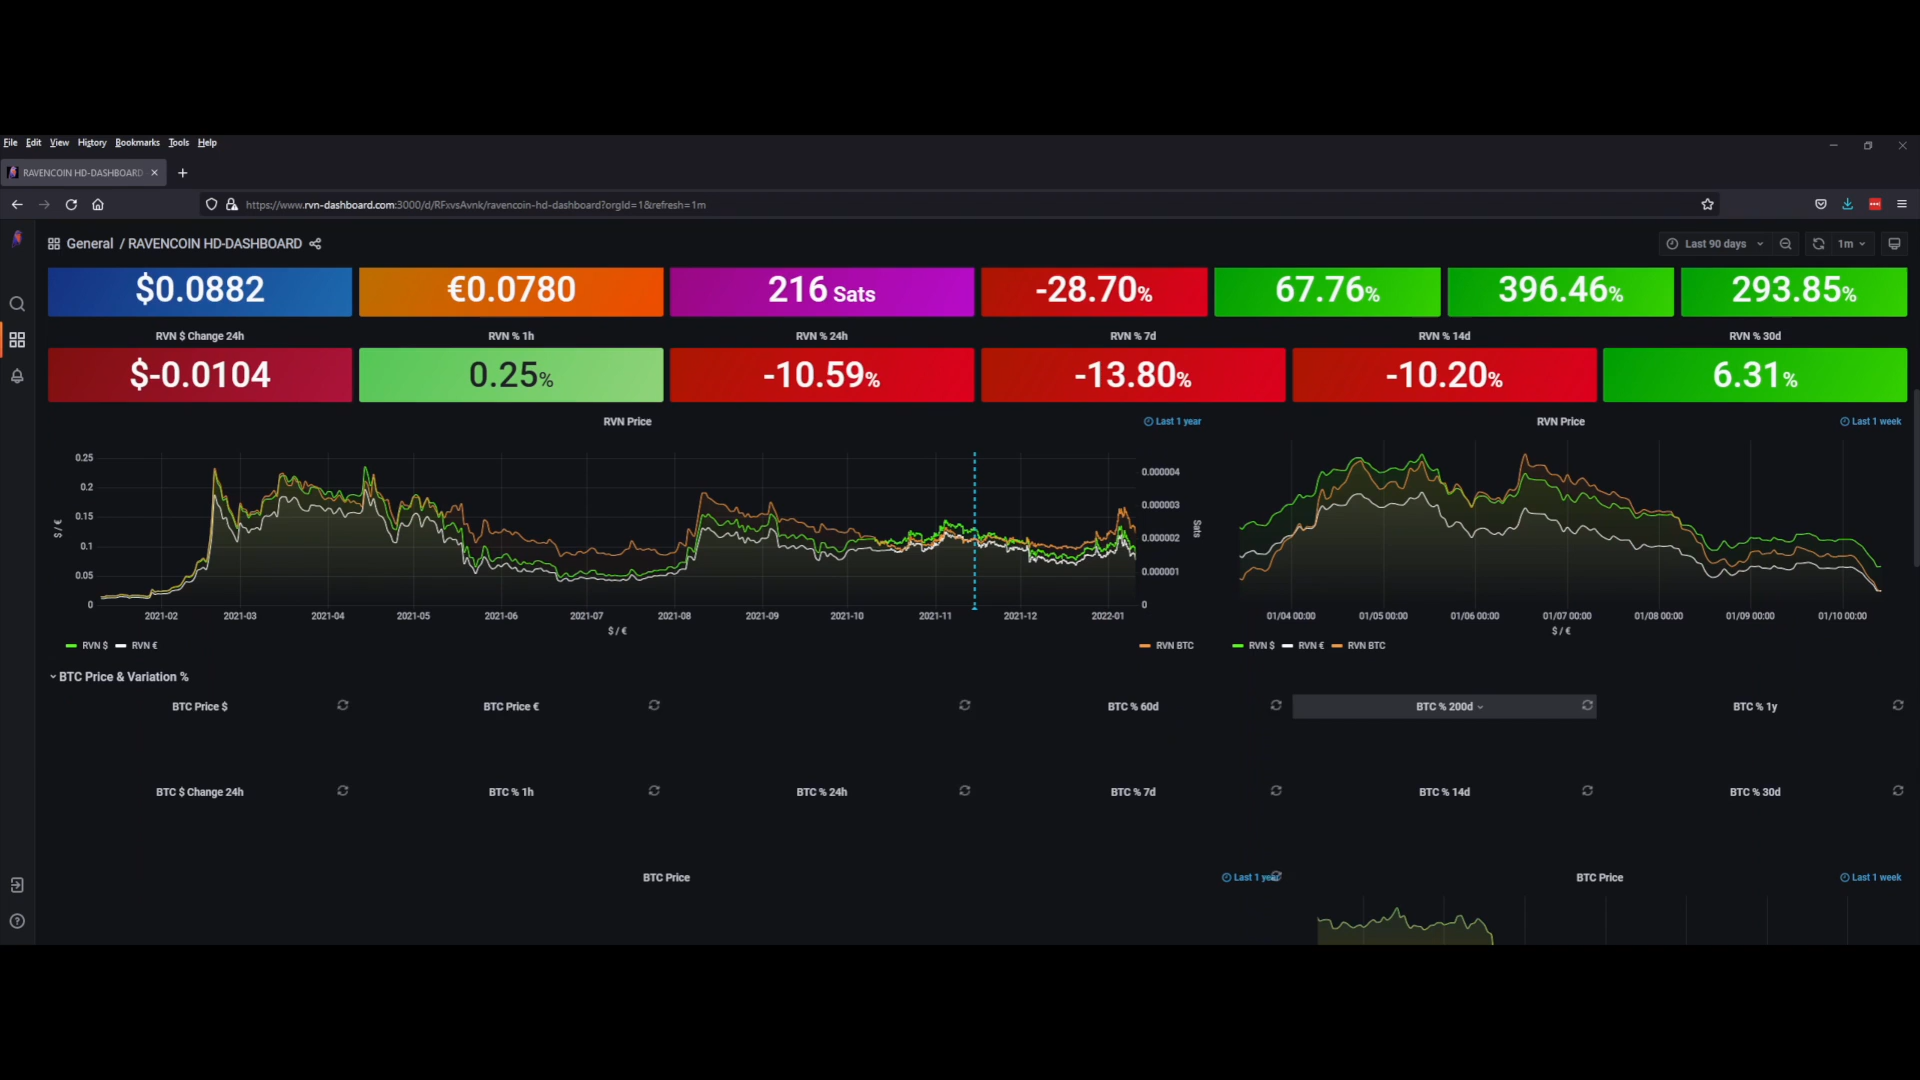 File Edit View History Bookmarks Tools Help
RAVENCOIN HD-DASHBOARD
https://www.rvn-dashboard.com:3000/d/RFxvsAvnk/ravencoin-hd-dashboard?orgId=1&refresh=1m
General / RAVENCOIN HD-DASHBOARD
Last 90 days 1m
$0.0882 €0.0780 216 Sats -28.70% 67.76% 396.46% 293.85%
RVN $ Change 24h RVN % 1h RVN % 24h RVN % 7d RVN % 14d RVN % 30d
$-0.0104 0.25% -10.59% -13.80% -10.20% 6.31%
RVN Price Last 1 year
0.25
0.2
0.15
0.1
0.05
0
$ / €
0.000004
0.000003
0.000002
0.000001
0
Sats
2021-02 2021-03 2021-04 2021-05 2021-06 2021-07 2021-08 2021-09 2021-10 2021-11 2021-12 2022-01
$ / €
RVN $ RVN € RVN BTC
RVN Price Last 1 week
01/04 00:00 01/05 00:00 01/06 00:00 01/07 00:00 01/08 00:00 01/09 00:00 01/10 00:00
$ / €
RVN $ RVN € RVN BTC
BTC Price & Variation %
BTC Price $ BTC Price € BTC % 60d BTC % 200d BTC % 1y
BTC $ Change 24h BTC % 1h BTC % 24h BTC % 7d BTC % 14d BTC % 30d
BTC Price Last 1 year BTC Price Last 1 week